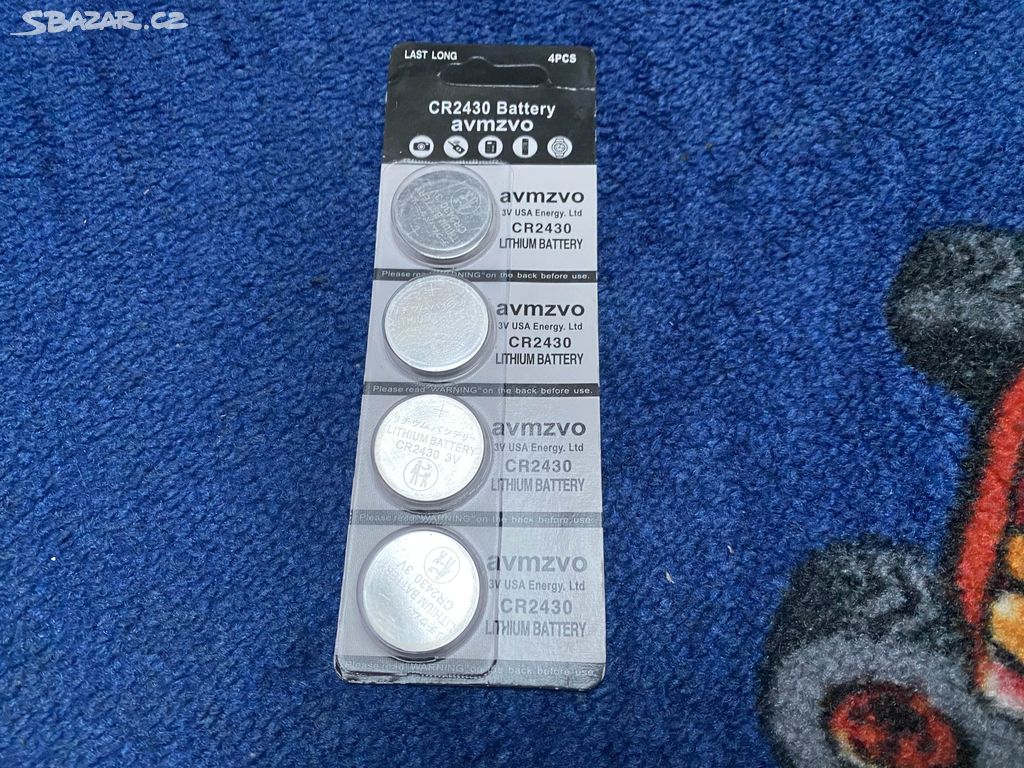 SBAZAR.CZ
LAST LONG
4PCS
CR2430 Battery
avmzvo
avmzvo
3V USA Energy. Ltd
CR2430
LITHIUM BATTERY
Please read "WARNING" on the back before use.
avmzvo
3V USA Energy. Ltd
CR2430
LITHIUM BATTERY
Please read "WARNING" on the back before use.
リチウムバッテリー
LITHIUM BATTERY
CR2430 3V
avmzvo
3V USA Energy. Ltd
CR2430
LITHIUM BATTERY
Please read "WARNING" on the back before use.
LITHIUM BATTERY
CR2430 3V
avmzvo
3V USA Energy. Ltd
CR2430
LITHIUM BATTERY
Please read "WARNING" on the back before use.